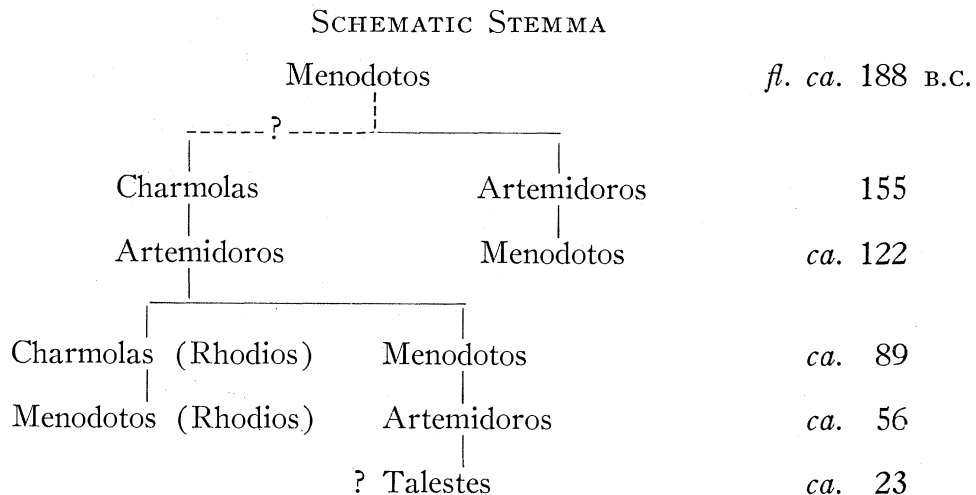 SCHEMATIC STEMMA
Menodotos fl. ca. 188 B.C.
?
Charmolas Artemidoros 155
Artemidoros Menodotos ca. 122
Charmolas (Rhodios) Menodotos ca. 89
Menodotos (Rhodios) Artemidoros ca. 56
? Talestes ca. 23